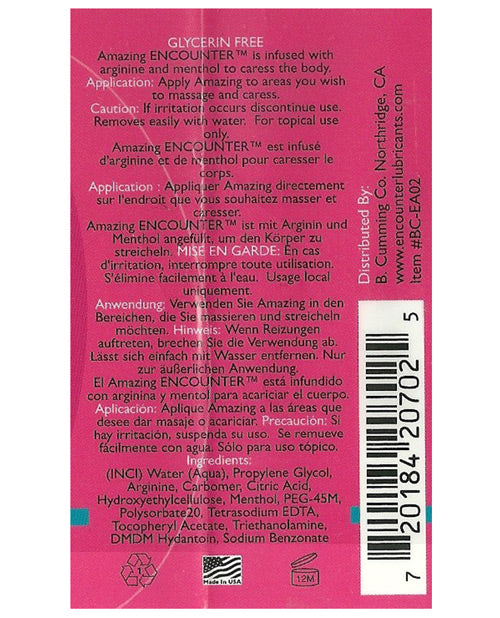 GLYCERIN FREE
Amazing ENCOUNTER™ is infused with
arginine and menthol to caress the body.
Application: Apply Amazing to areas you wish
to massage and caress.
Caution: If irritation occurs discontinue use.
Removes easily with water. For topical use
only.
Amazing ENCOUNTER™ est infusé
d'arginine et de menthol pour caresser le
corps.
Application : Appliquer Amazing directement
sur l'endroit que vous souhaitez masser et
caresser.
Amazing ENCOUNTER™ ist mit Arginin und
Menthol angefüllt, um den Körper zu
streicheln. MISE EN GARDE: En cas
d'irritation, interrompre toute utilisation.
S'élimine facilement à l'eau. Usage local
uniquement.
Anwendung: Verwenden Sie Amazing in den
Bereichen, die Sie massieren und streicheln
möchten. Hinweis: Wenn Reizungen
auftreten, brechen Sie die Verwendung ab.
Lässt sich einfach mit Wasser entfernen. Nur
zur äußerlichen Anwendung.
El Amazing ENCOUNTER™ está infundido
con arginina y mentol para acariciar el cuerpo.
Aplicación: Aplique Amazing a las áreas que
desee dar masaje o acariciar. Precaución: Si
hay irritación, suspenda su uso. Se remueve
fácilmente con agua. Sólo para uso tópico.
Ingredients:
(INCI) Water (Aqua), Propylene Glycol,
Arginine, Carbomer, Citric Acid,
Hydroxyethylcellulose, Menthol, PEG-45M,
Polysorbate20, Tetrasodium EDTA,
Tocopheryl Acetate, Triethanolamine,
DMDM Hydantoin, Sodium Benzonate
1
Made In USA
12M
Distributed By:
B. Cumming Co. Northridge, CA
www.encounterlubricants.com
Item #BC-EA02
7 20184 20702 5